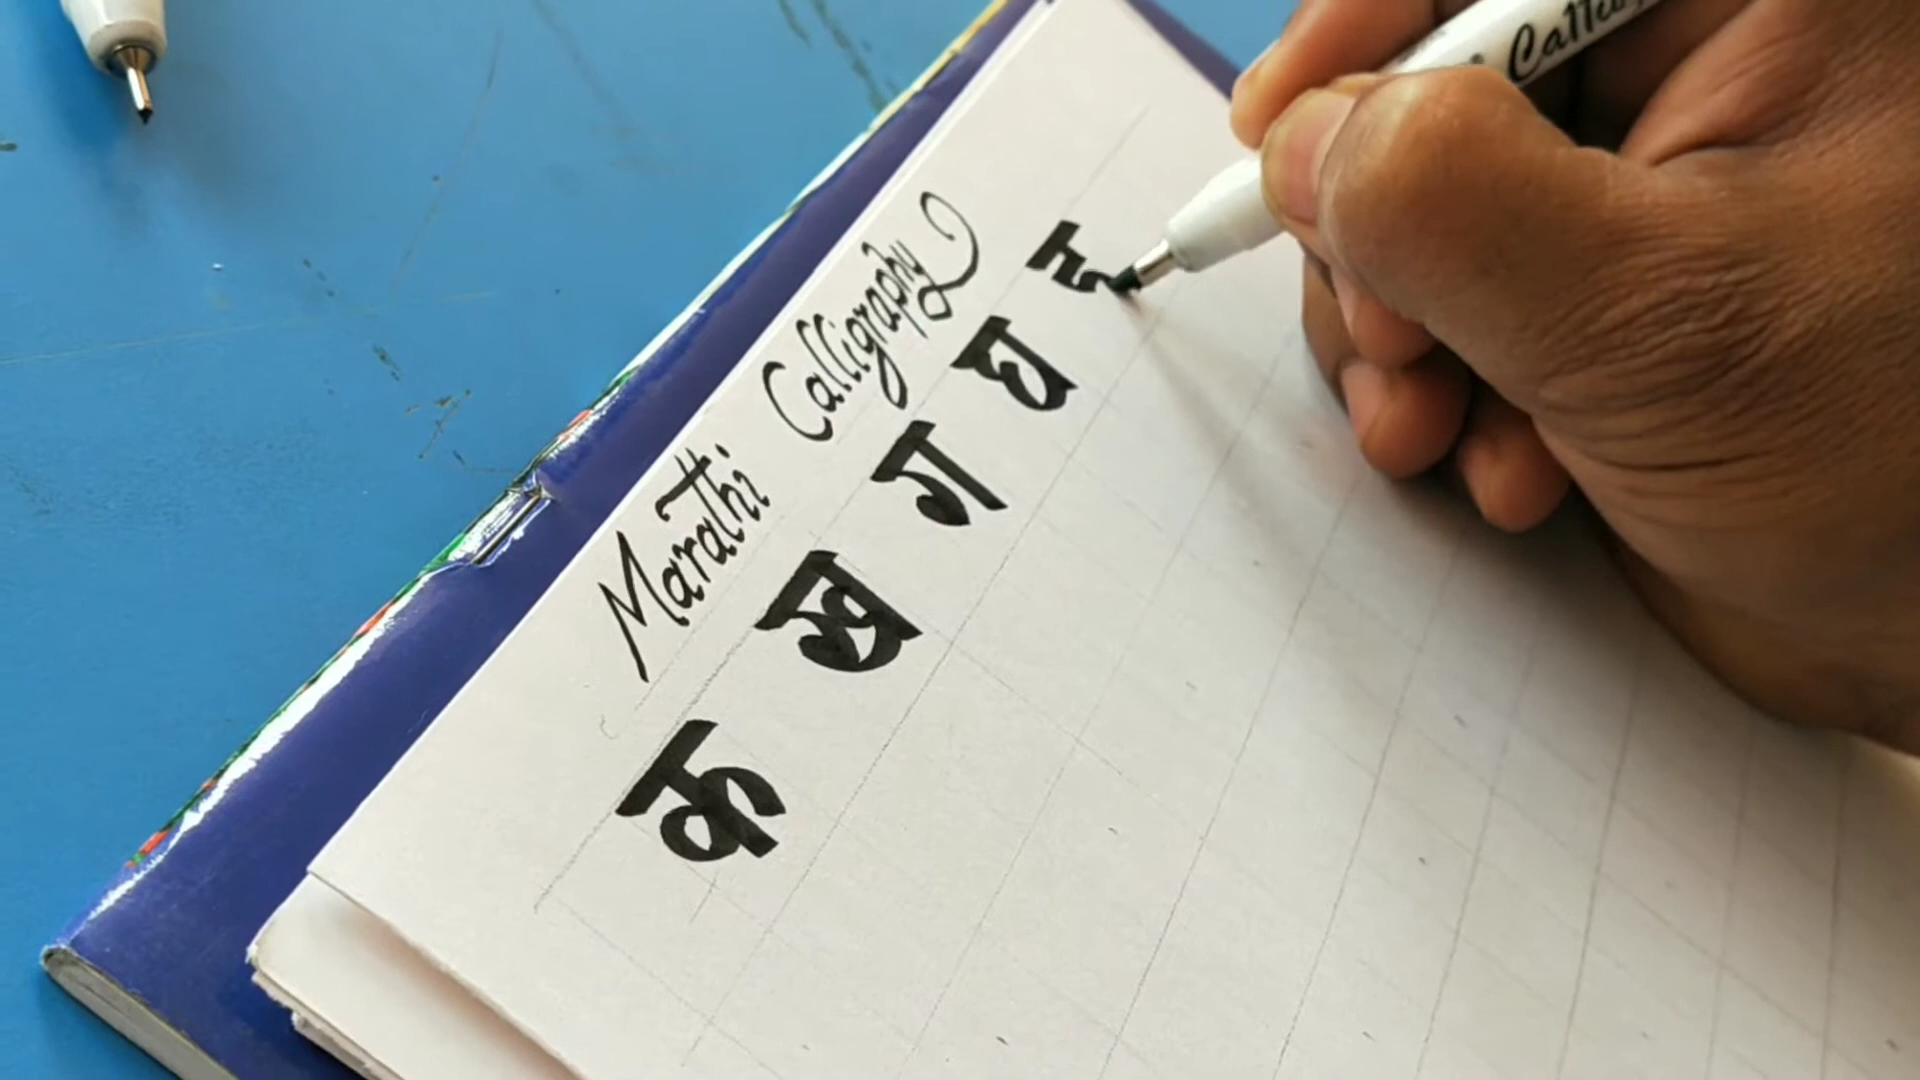 Marathi Calligraphy
क ख ग घ